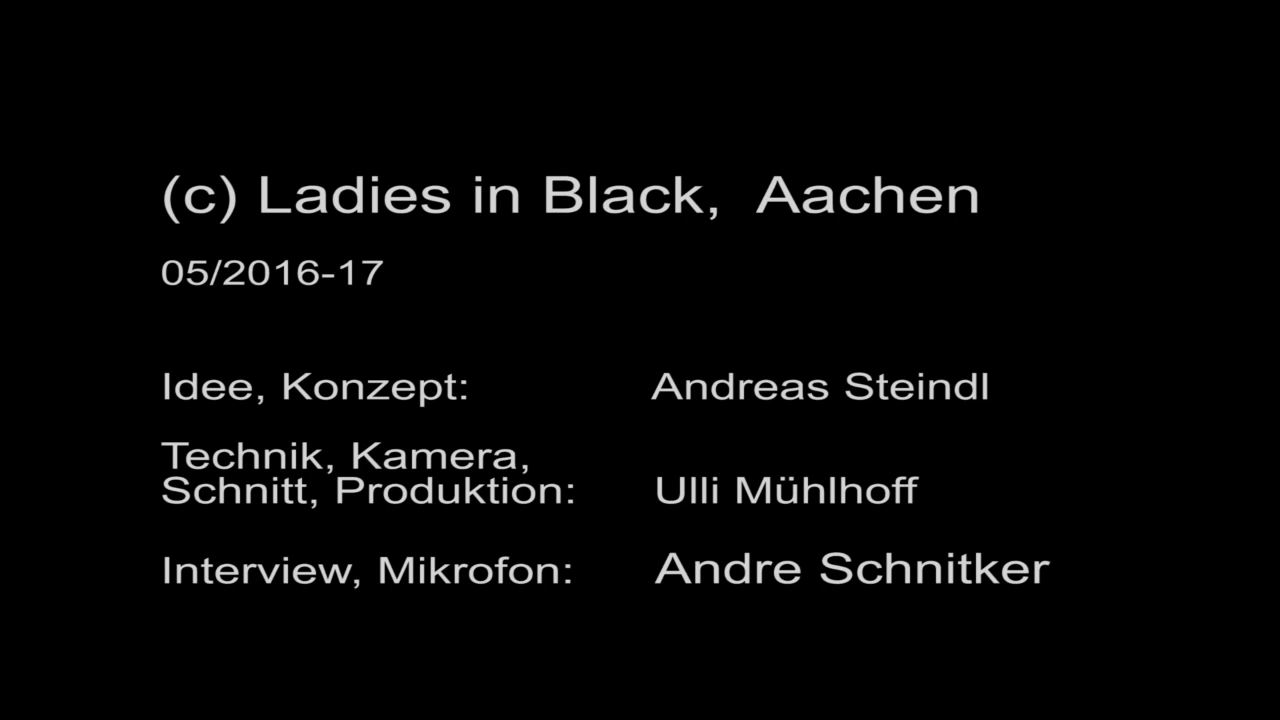 (c) Ladies in Black, Aachen
05/2016-17
Idee, Konzept: Andreas Steindl
Technik, Kamera,
Schnitt, Produktion: Ulli Mühlhoff
Interview, Mikrofon: Andre Schnitker